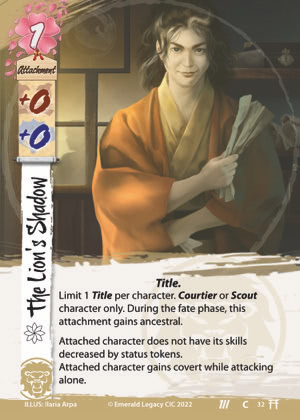 1
Attachment
+0
+0
The Lion's Shadow
Title.
Limit 1 Title per character. Courtier or Scout
character only. During the fate phase, this
attachment gains ancestral.
Attached character does not have its skills
decreased by status tokens.
Attached character gains covert while attacking
alone.
ILLUS: Ilaria Arpa © Emerald Legacy CIC 2022 C 32